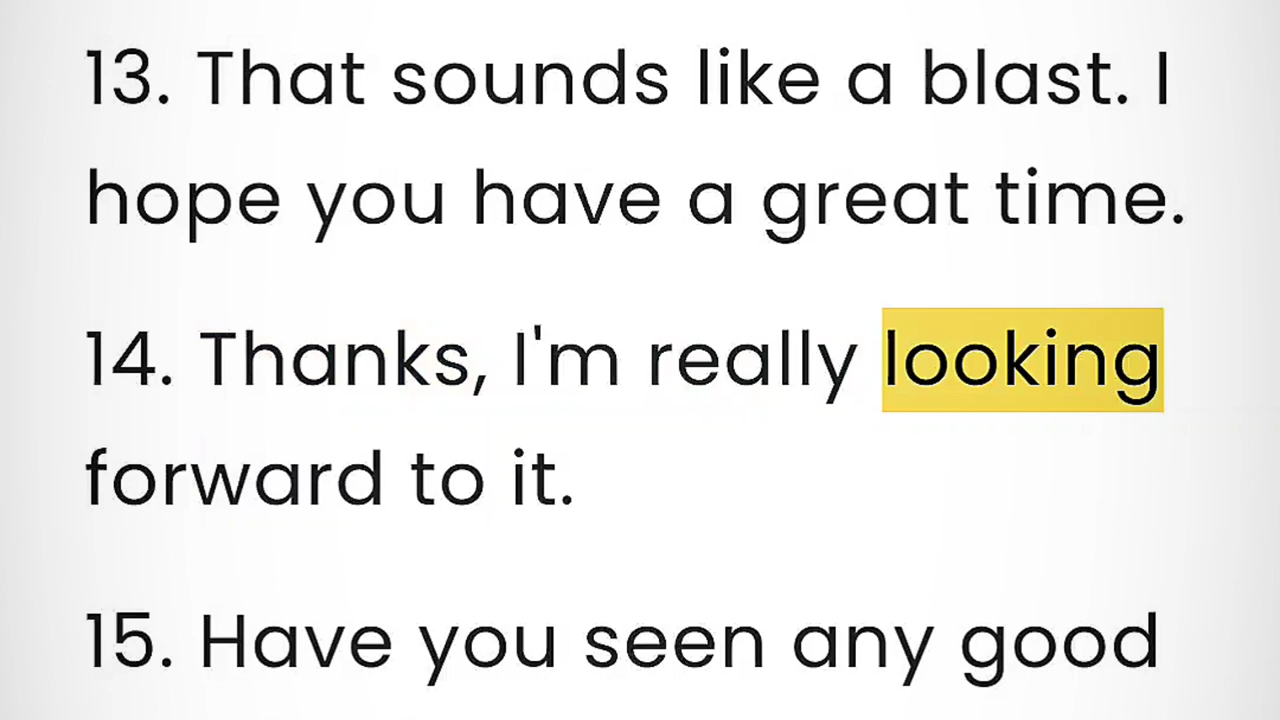 13. That sounds like a blast. I
hope you have a great time.
14. Thanks, I'm really looking
forward to it.
15. Have you seen any good